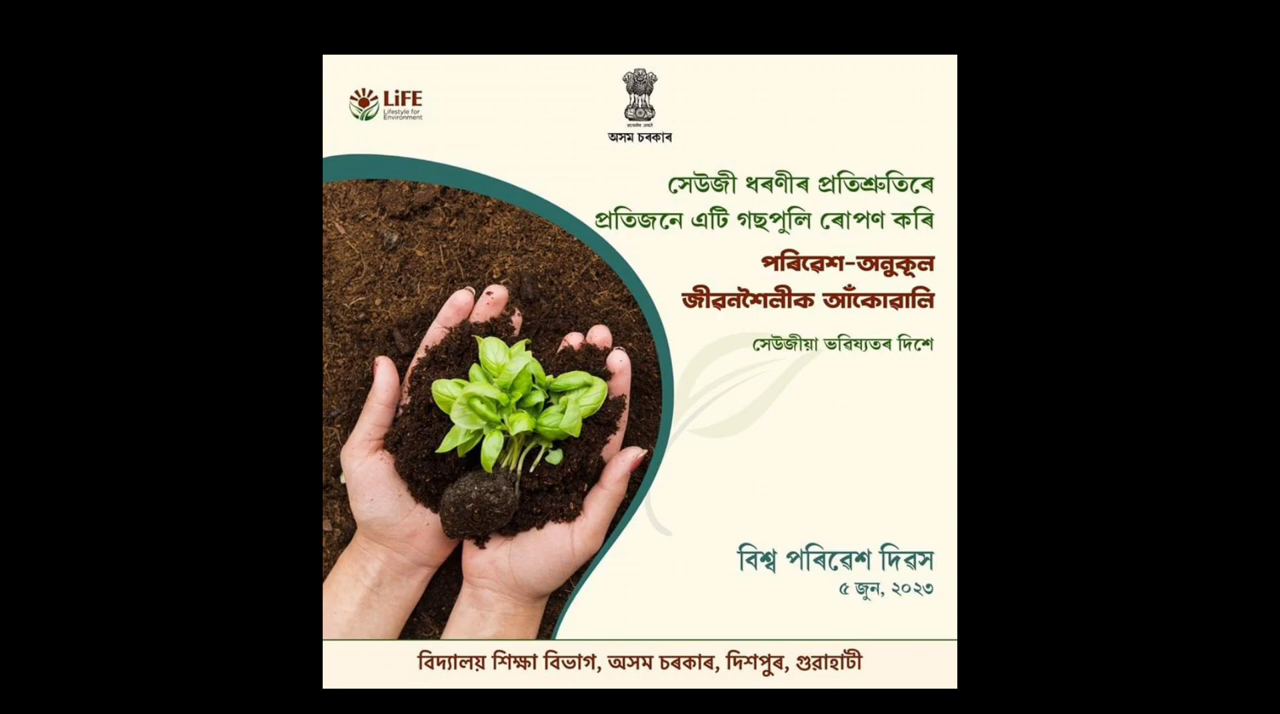 LiFE
Lifestyle for
Environment
অসম চৰকাৰ
সেউজী ধৰণীৰ প্ৰতিশ্ৰুতিৰে
প্ৰতিজনে এটি গছপুলি ৰোপণ কৰি
পৰিৱেশ-অনুকূল
জীৱনশৈলীক আঁকোৱালি
সেউজীয়া ভৱিষ্যতৰ দিশে
বিশ্ব পৰিৱেশ দিৱস
৫ জুন, ২০২৩
বিদ্যালয় শিক্ষা বিভাগ, অসম চৰকাৰ, দিশপুৰ, গুৱাহাটী